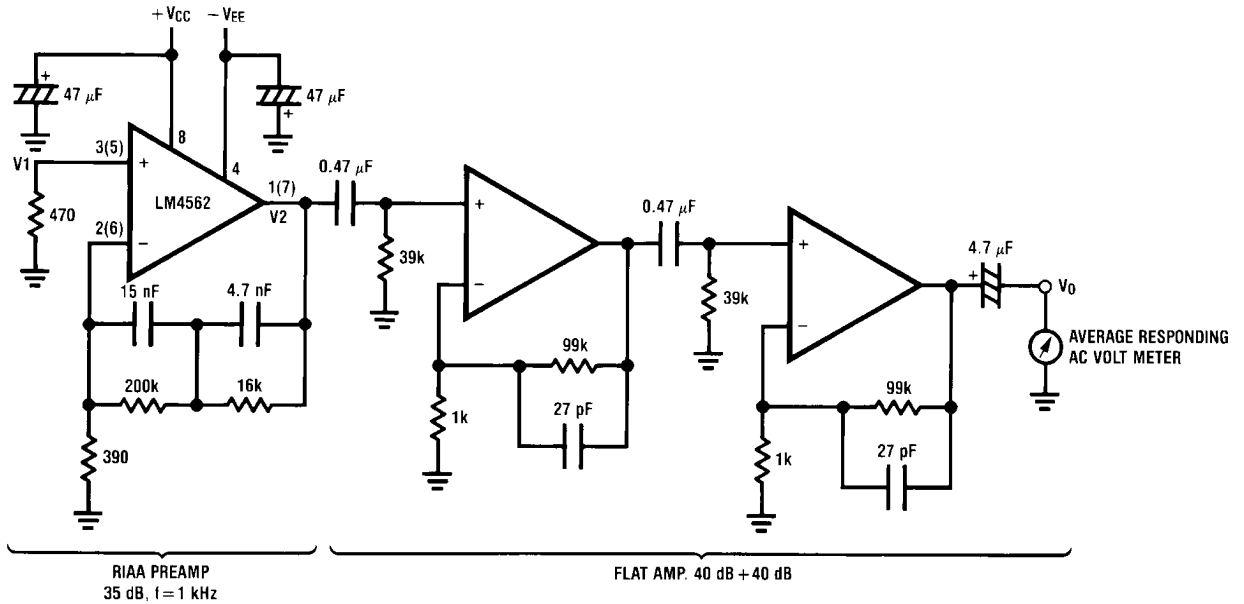 +VCC −VEE
+
47 µF
47 µF
+
8
3(5)
V1
+
4
0.47 µF
1(7)
LM4562
V2
470
2(6)
−
+
39k
0.47 µF
+
39k
4.7 µF
+
VO
AVERAGE RESPONDING
AC VOLT METER
15 nF
4.7 nF
−
−
200k
16k
99k
1k
27 pF
390
99k
1k
27 pF
RIAA PREAMP
35 dB, f=1 kHz
FLAT AMP. 40 dB+40 dB